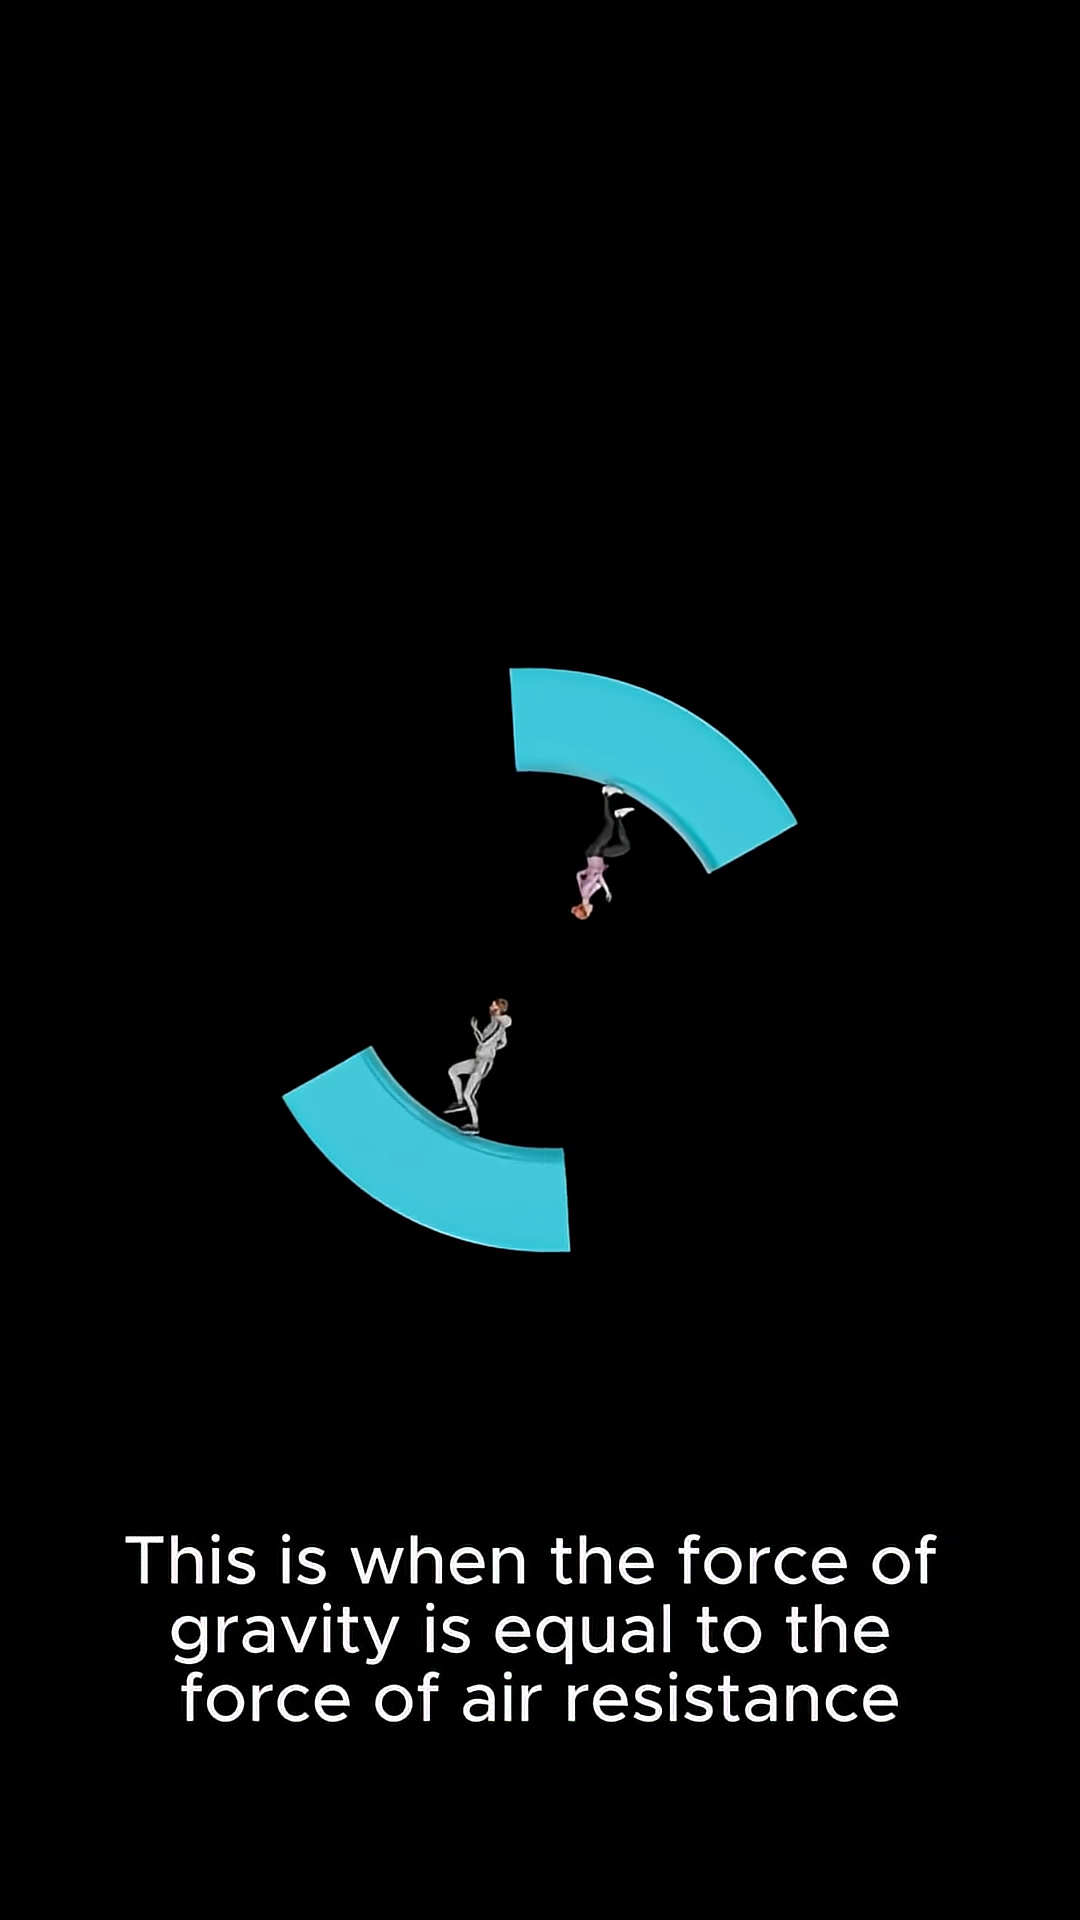 This is when the force of
gravity is equal to the
force of air resistance